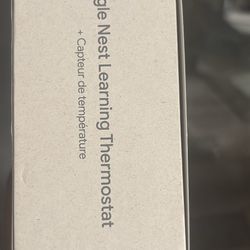 gle Nest Learning Thermostat
+ Capteur de température